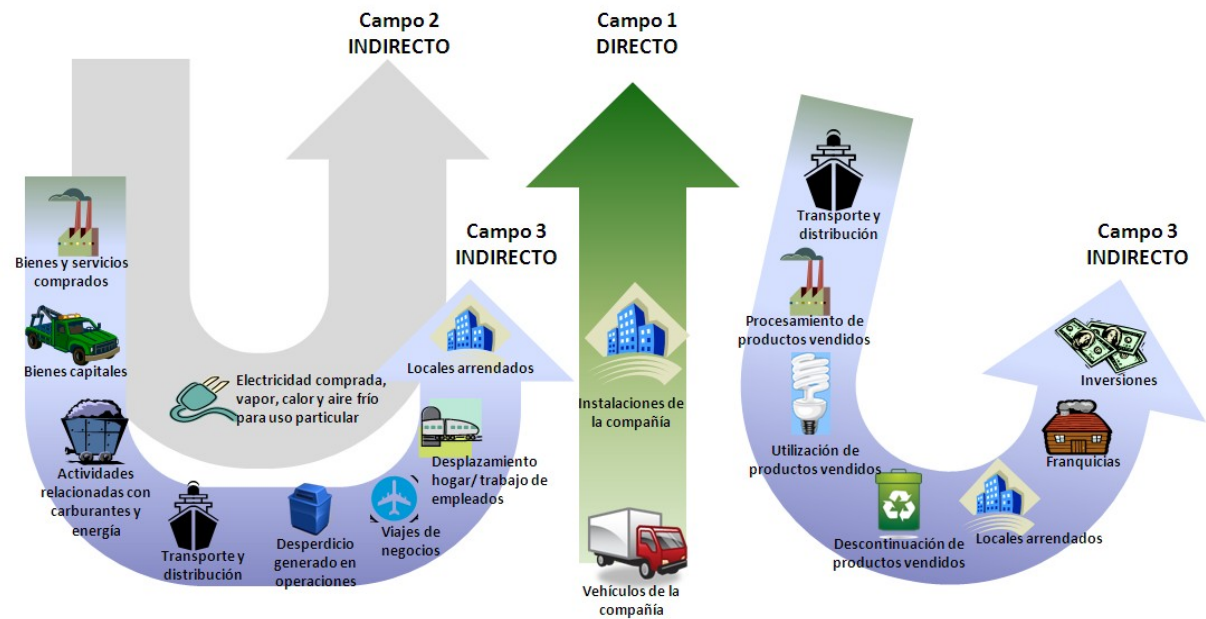 Campo 2
INDIRECTO
Campo 1
DIRECTO
Campo 3
INDIRECTO
Bienes y servicios
comprados
Bienes capitales
Actividades
relacionadas con
carburantes y
energía
Transporte y
distribución
Desperdicio
generado en
operaciones
Viajes de
negocios
Desplazamiento
hogar/ trabajo de
empleados
Locales arrendados
Electricidad comprada,
vapor, calor y aire frío
para uso particular
Instalaciones de
la compañía
Vehículos de la
compañía
Transporte y
distribución
Procesamiento de
productos vendidos
Utilización de
productos vendidos
Descontinuación de
productos vendidos
Locales arrendados
Franquicias
Inversiones
Campo 3
INDIRECTO